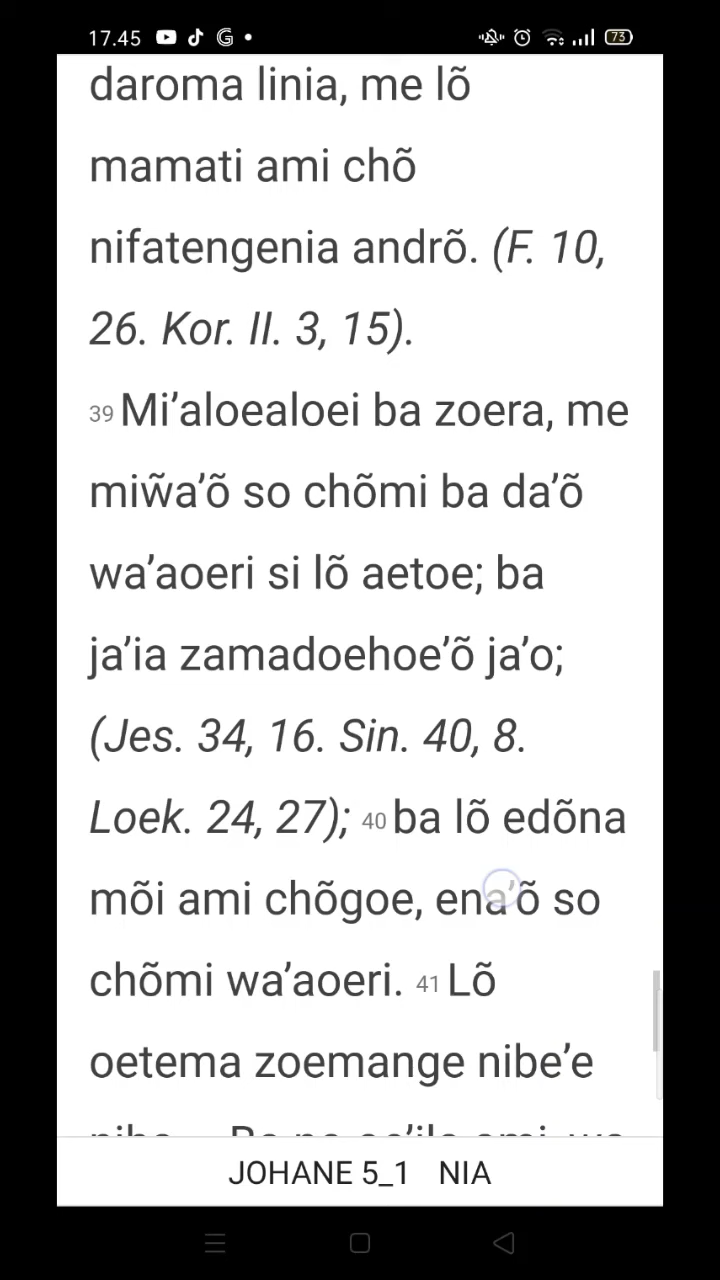 17.45
73
daroma linia, me lõ
mamati ami chõ
nifatengenia andrõ. (F. 10,
26. Kor. II. 3, 15).
39 Mi’aloealoei ba zoera, me
miw̃a’õ so chõmi ba da’õ
wa’aoeri si lõ aetoe; ba
ja’ia zamadoehoe’õ ja’o;
(Jes. 34, 16. Sin. 40, 8.
Loek. 24, 27); 40 ba lõ edõna
mõi ami chõgoe, ena’õ so
chõmi wa’aoeri. 41 Lõ
oetema zoemange nibe’e
JOHANE 5_1 NIA